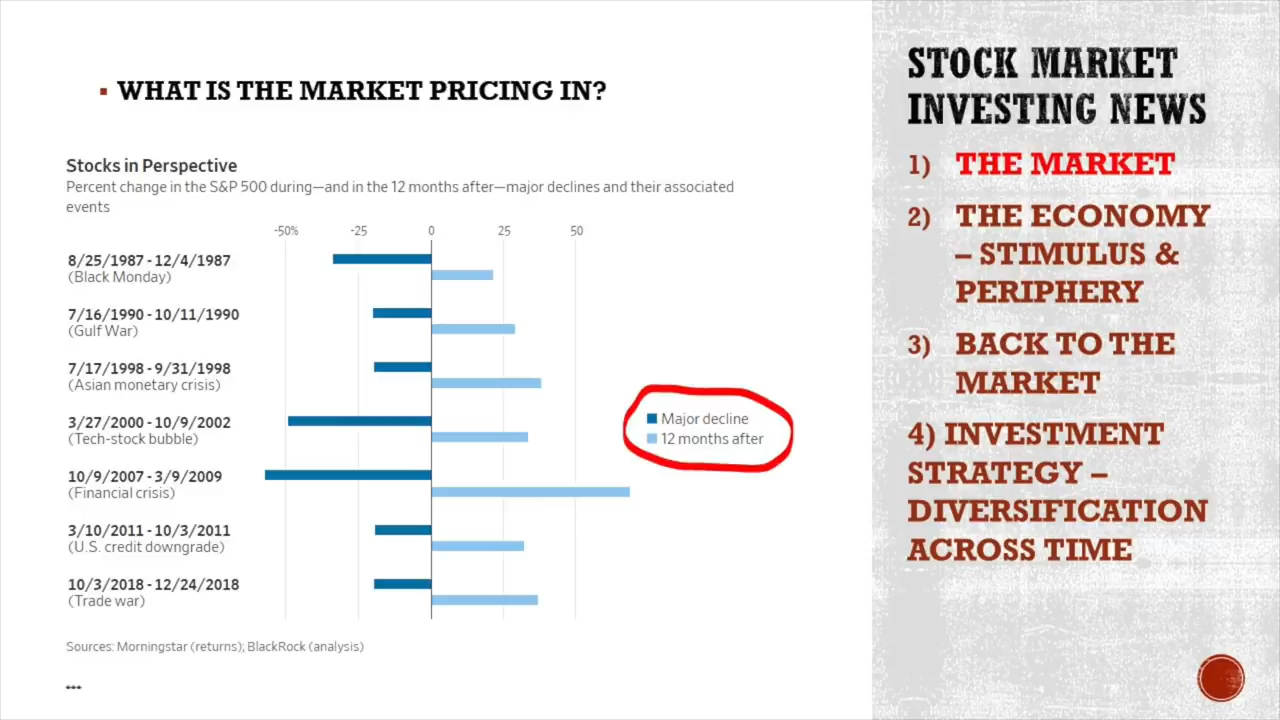 ▪ WHAT IS THE MARKET PRICING IN?
Stocks in Perspective
Percent change in the S&P 500 during—and in the 12 months after—major declines and their associated
events
-50% -25 0 25 50
8/25/1987 - 12/4/1987
(Black Monday)
7/16/1990 - 10/11/1990
(Gulf War)
7/17/1998 - 9/31/1998
(Asian monetary crisis)
3/27/2000 - 10/9/2002
(Tech-stock bubble)
10/9/2007 - 3/9/2009
(Financial crisis)
3/10/2011 - 10/3/2011
(U.S. credit downgrade)
10/3/2018 - 12/24/2018
(Trade war)
Major decline
12 months after
Sources: Morningstar (returns); BlackRock (analysis)
***
STOCK MARKET
INVESTING NEWS
1) THE MARKET
2) THE ECONOMY
– STIMULUS &
PERIPHERY
3) BACK TO THE
MARKET
4) INVESTMENT
STRATEGY –
DIVERSIFICATION
ACROSS TIME